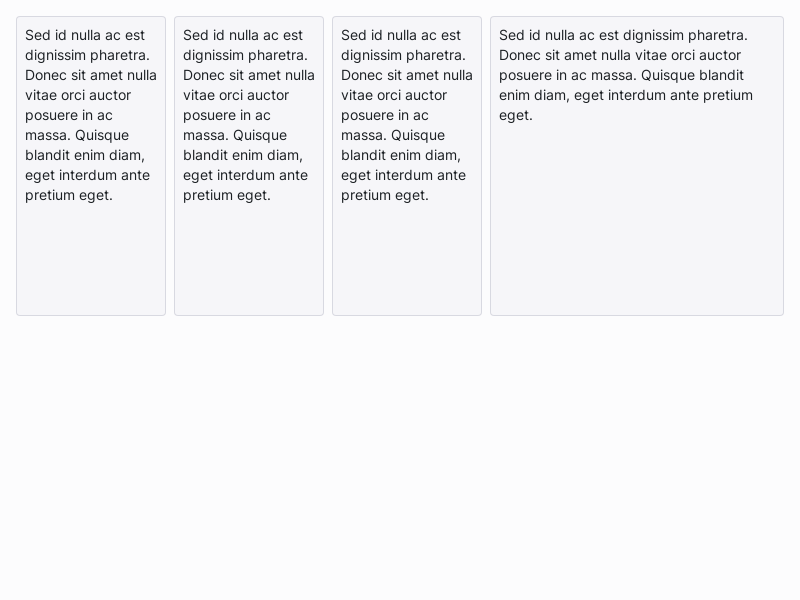 Sed id nulla ac est
dignissim pharetra.
Donec sit amet nulla
vitae orci auctor
posuere in ac
massa. Quisque
blandit enim diam,
eget interdum ante
pretium eget.
Sed id nulla ac est
dignissim pharetra.
Donec sit amet nulla
vitae orci auctor
posuere in ac
massa. Quisque
blandit enim diam,
eget interdum ante
pretium eget.
Sed id nulla ac est
dignissim pharetra.
Donec sit amet nulla
vitae orci auctor
posuere in ac
massa. Quisque
blandit enim diam,
eget interdum ante
pretium eget.
Sed id nulla ac est dignissim pharetra.
Donec sit amet nulla vitae orci auctor
posuere in ac massa. Quisque blandit
enim diam, eget interdum ante pretium
eget.